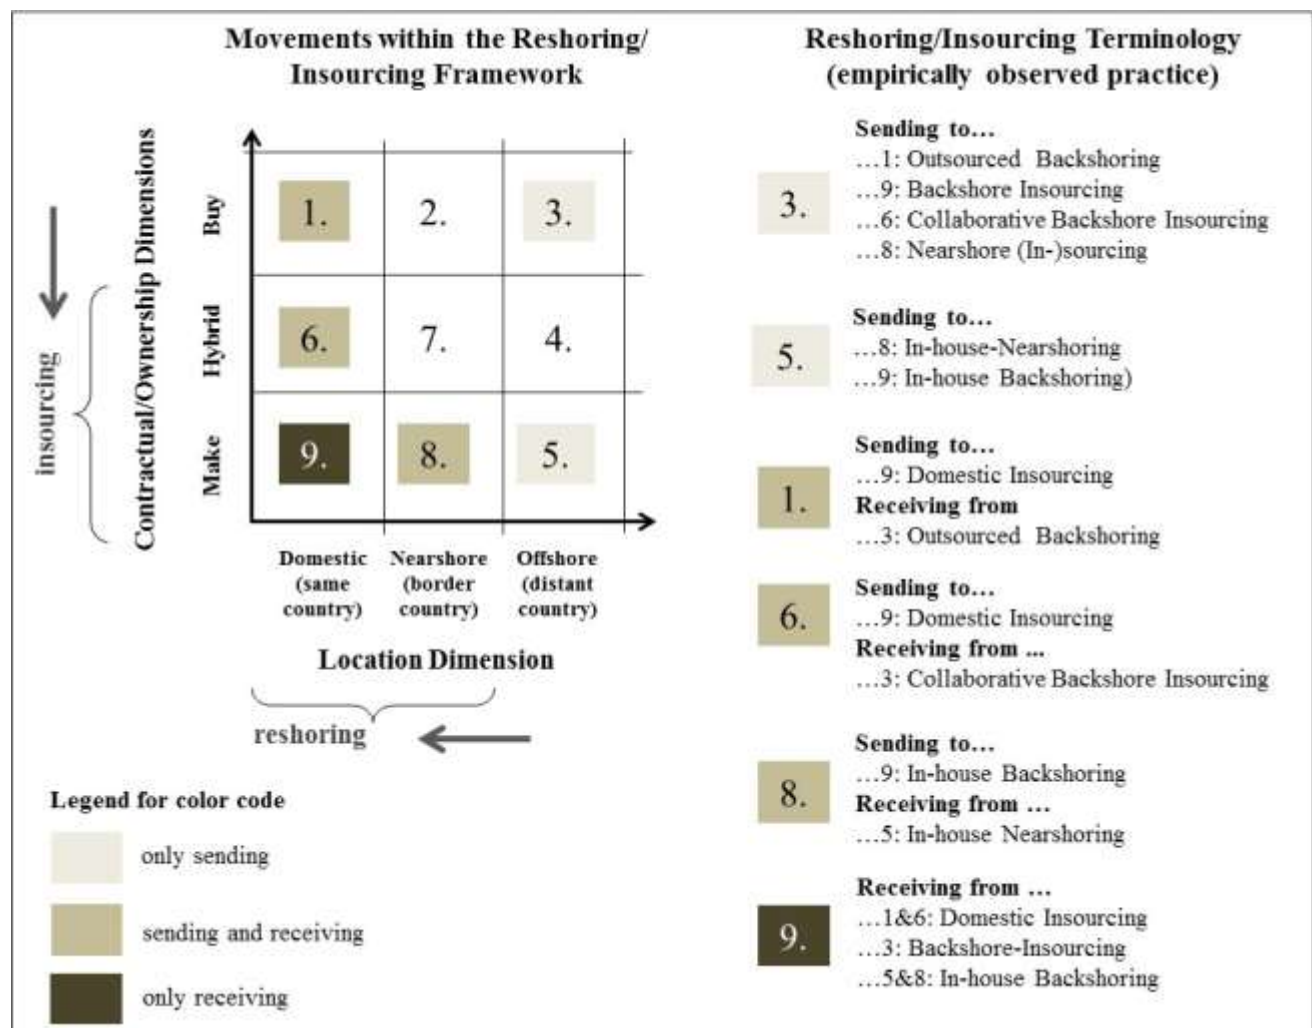 Movements within the Reshoring/
Insourcing Framework
Contractual/Ownership Dimensions
insourcing
Buy
Hybrid
Make
1.
2.
3.
6.
7.
4.
9.
8.
5.
Domestic
(same
country)
Nearshore
(border
country)
Offshore
(distant
country)
Location Dimension
reshoring
Legend for color code
only sending
sending and receiving
only receiving
Reshoring/Insourcing Terminology
(empirically observed practice)
3.
Sending to…
…1: Outsourced Backshoring
…9: Backshore Insourcing
…6: Collaborative Backshore Insourcing
…8: Nearshore (In-)sourcing
5.
Sending to…
…8: In-house-Nearshoring
…9: In-house Backshoring)
1.
Sending to…
…9: Domestic Insourcing
Receiving from
…3: Outsourced Backshoring
6.
Sending to…
…9: Domestic Insourcing
Receiving from ...
…3: Collaborative Backshore Insourcing
8.
Sending to…
…9: In-house Backshoring
Receiving from …
…5: In-house Nearshoring
9.
Receiving from …
…1&6: Domestic Insourcing
…3: Backshore-Insourcing
…5&8: In-house Backshoring